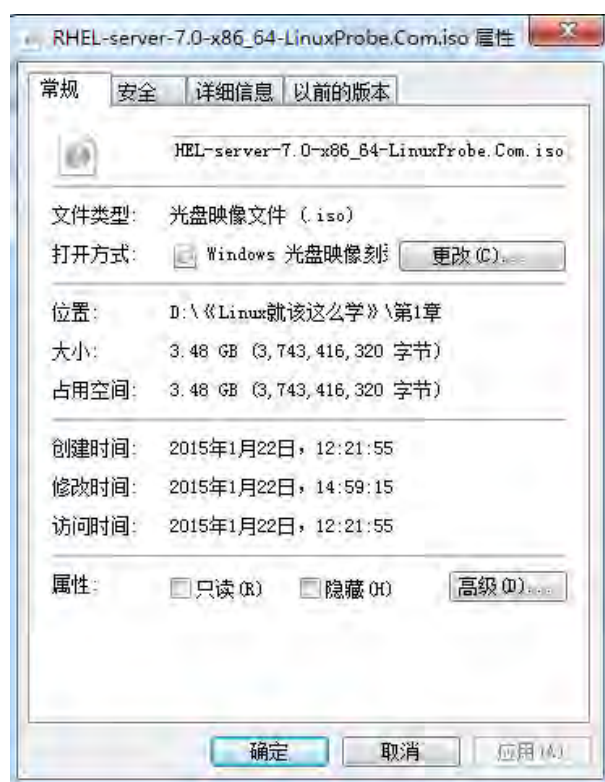 RHEL-server-7.0-x86_64-LinuxProbe.Com.iso 属性
常规 安全 详细信息 以前的版本
HEL-server-7.0-x86_64-LinuxProbe.Com.iso
文件类型: 光盘映像文件 (.iso)
打开方式: Windows 光盘映像刻 更改(C)...
位置: D:\《Linux就该这么学》\第1章
大小: 3.48 GB (3,743,416,320 字节)
占用空间: 3.48 GB (3,743,416,320 字节)
创建时间: 2015年1月22日, 12:21:55
修改时间: 2015年1月22日, 14:59:15
访问时间: 2015年1月22日, 12:21:55
属性: 只读(R) 隐藏(H) 高级(D)...
确定 取消 应用(A)